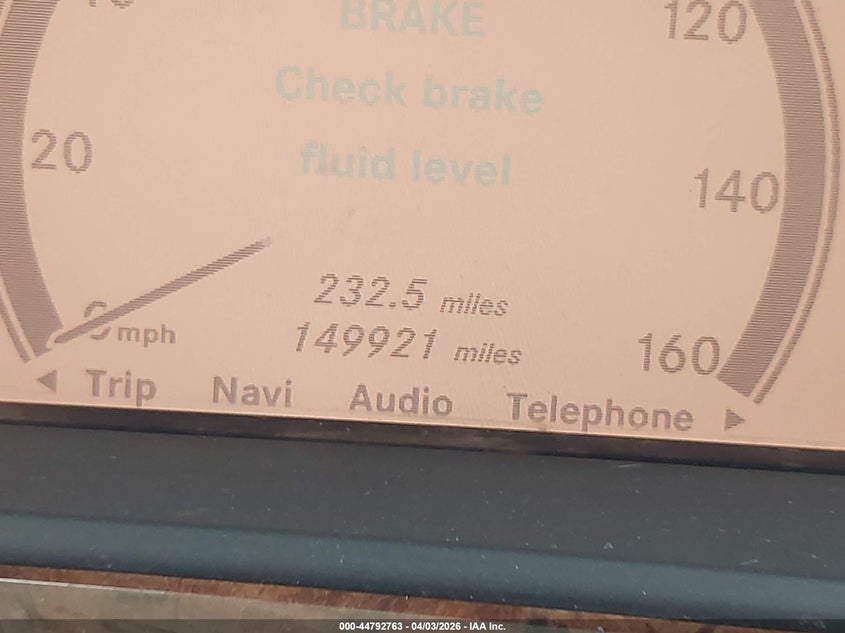 BRAKE
120
Check brake
20
fluid level
140
232.5 miles
0 mph
149921 miles
160
◀ Trip Navi Audio Telephone ▶
000-44792763 - 04/03/2026 - IAA Inc.